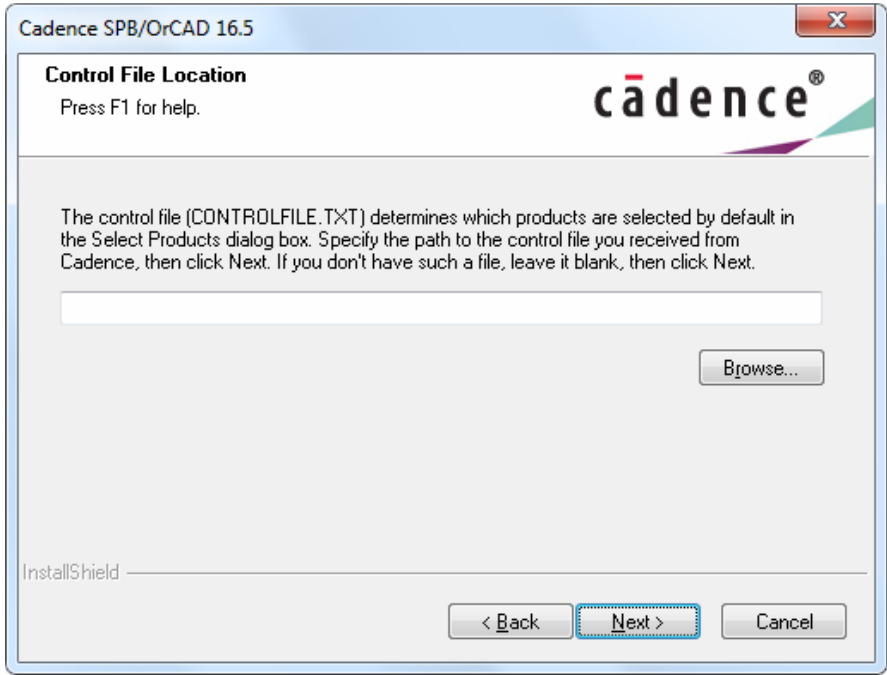 Cadence SPB/OrCAD 16.5
Control File Location
Press F1 for help.
cādence®
The control file (CONTROLFILE.TXT) determines which products are selected by default in
the Select Products dialog box. Specify the path to the control file you received from
Cadence, then click Next. If you don't have such a file, leave it blank, then click Next.
Browse...
InstallShield
< Back
Next >
Cancel